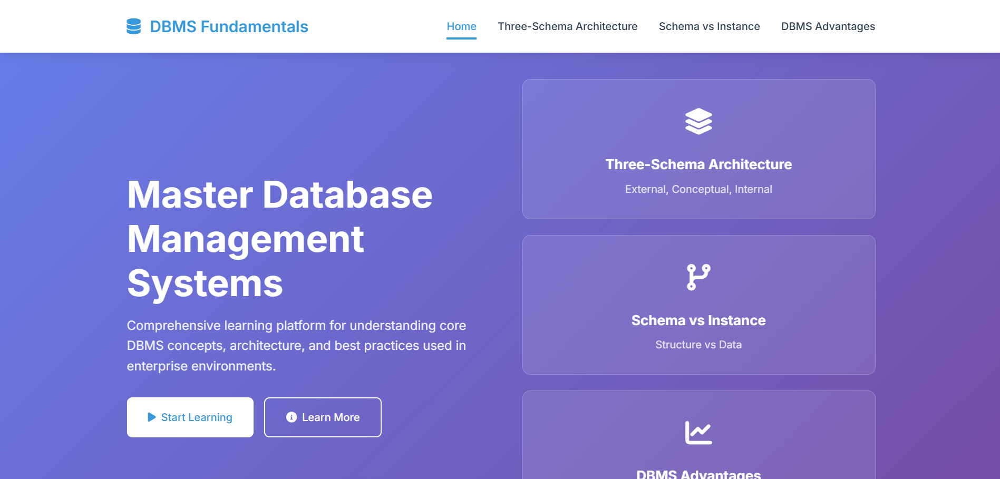 DBMS Fundamentals
Home
Three-Schema Architecture
Schema vs Instance
DBMS Advantages
Master Database
Management
Systems
Comprehensive learning platform for understanding core
DBMS concepts, architecture, and best practices used in
enterprise environments.
Start Learning
Learn More
Three-Schema Architecture
External, Conceptual, Internal
Schema vs Instance
Structure vs Data
DBMS Advantages